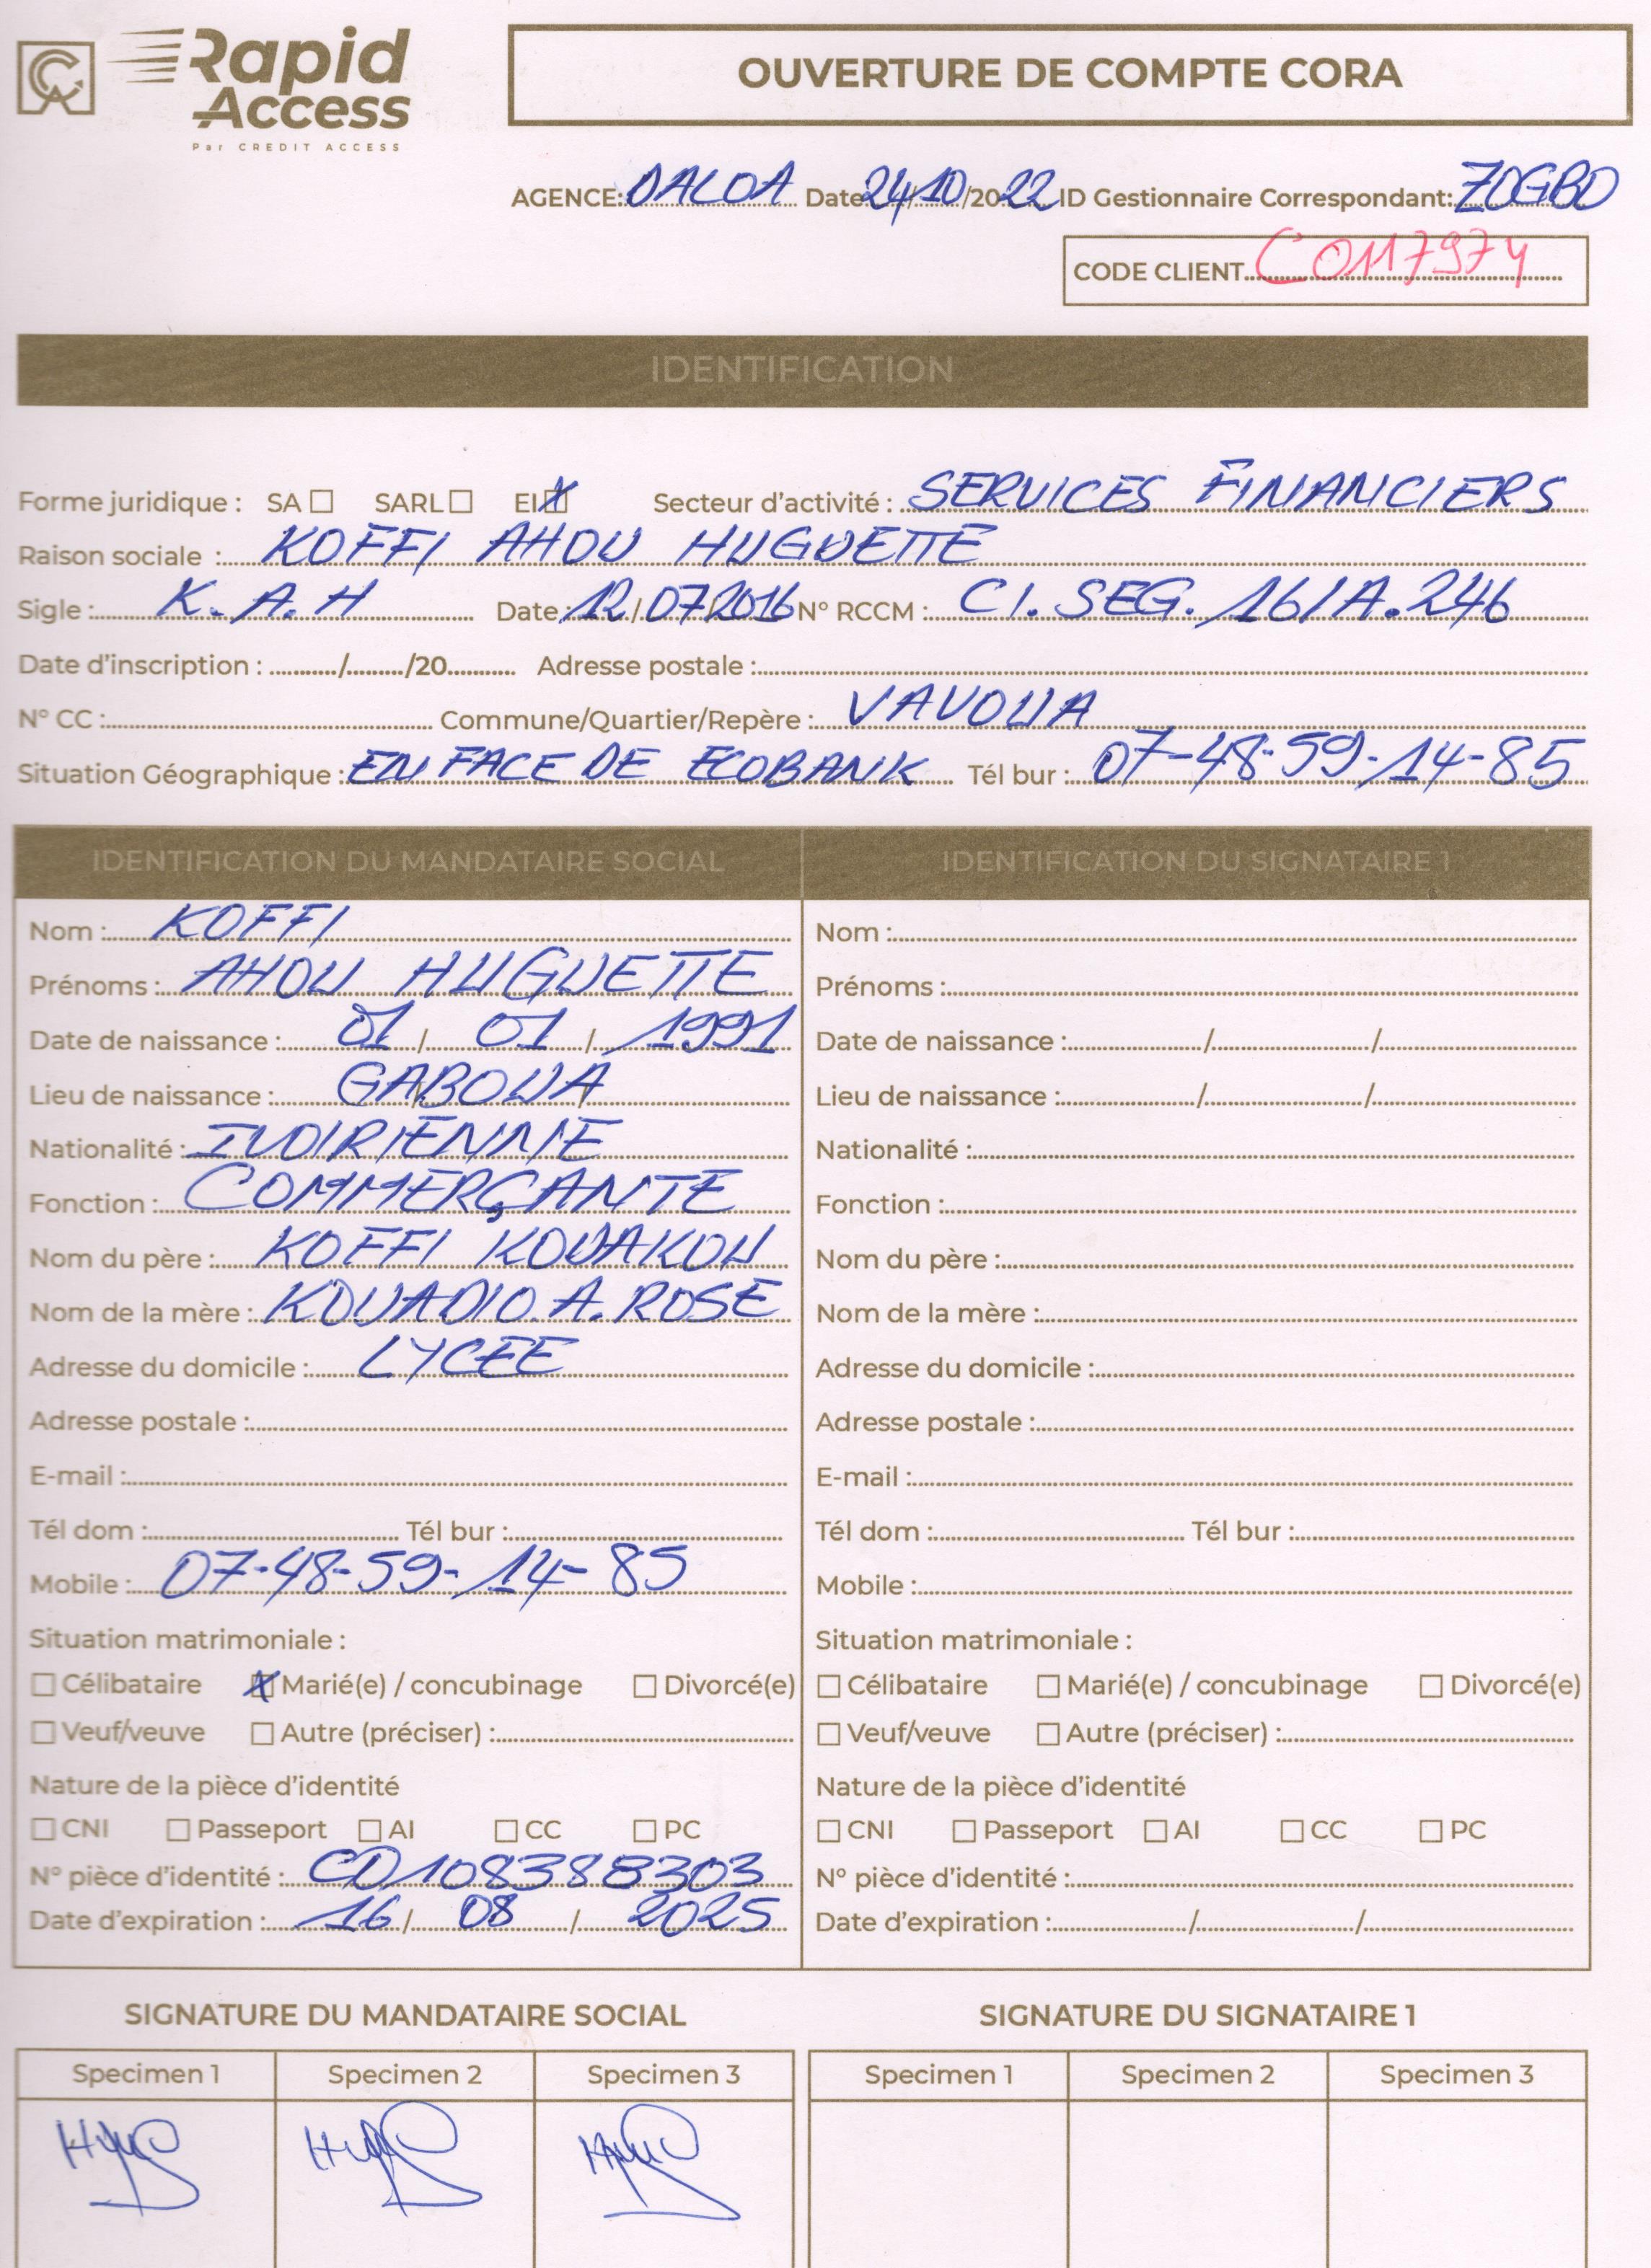 Rapid
Access
Par CREDIT ACCESS
OUVERTURE DE COMPTE CORA
AGENCE: DALOA Date 24/10/2022 ID Gestionnaire Correspondant: ZOGBO
CODE CLIENT C0117974
IDENTIFICATION
Forme juridique : SA ☐ SARL ☐ EI ☒ Secteur d'activité : SERVICES FINANCIERS
Raison sociale : KOFFI AHOU HUGUETTE
Sigle : K.A.H Date : 12/07/2016 N° RCCM : CI.SEG.16/A.246
Date d'inscription : ........./........./20........... Adresse postale :
N° CC : Commune/Quartier/Repère : VAVOUA
Situation Géographique : EN FACE DE ECOBANK Tél bur : 07-48-59-14-85
IDENTIFICATION DU MANDATAIRE SOCIAL
Nom : KOFFI
Prénoms : AHOU HUGUETTE
Date de naissance : 01 / 01 / 1991
Lieu de naissance : GABOUA
Nationalité : IVOIRIENNE
Fonction : COMMERÇANTE
Nom du père : KOFFI KOUAKOU
Nom de la mère : KOUADIO.A.ROSE
Adresse du domicile : LYCEE
Adresse postale :
E-mail :
Tél dom : Tél bur :
Mobile : 07-48-59-14-85
Situation matrimoniale :
☐ Célibataire ☒ Marié(e) / concubinage ☐ Divorcé(e)
☐ Veuf/veuve ☐ Autre (préciser) :
Nature de la pièce d'identité
☐ CNI ☐ Passeport ☐ AI ☐ CC ☐ PC
N° pièce d'identité : CD108388303
Date d'expiration : 16 / 08 / 2025
IDENTIFICATION DU SIGNATAIRE 1
Nom :
Prénoms :
Date de naissance : / /
Lieu de naissance : / /
Nationalité :
Fonction :
Nom du père :
Nom de la mère :
Adresse du domicile :
Adresse postale :
E-mail :
Tél dom : Tél bur :
Mobile :
Situation matrimoniale :
☐ Célibataire ☐ Marié(e) / concubinage ☐ Divorcé(e)
☐ Veuf/veuve ☐ Autre (préciser) :
Nature de la pièce d'identité
☐ CNI ☐ Passeport ☐ AI ☐ CC ☐ PC
N° pièce d'identité :
Date d'expiration : / /
SIGNATURE DU MANDATAIRE SOCIAL
Specimen 1 Specimen 2 Specimen 3
SIGNATURE DU SIGNATAIRE 1
Specimen 1 Specimen 2 Specimen 3